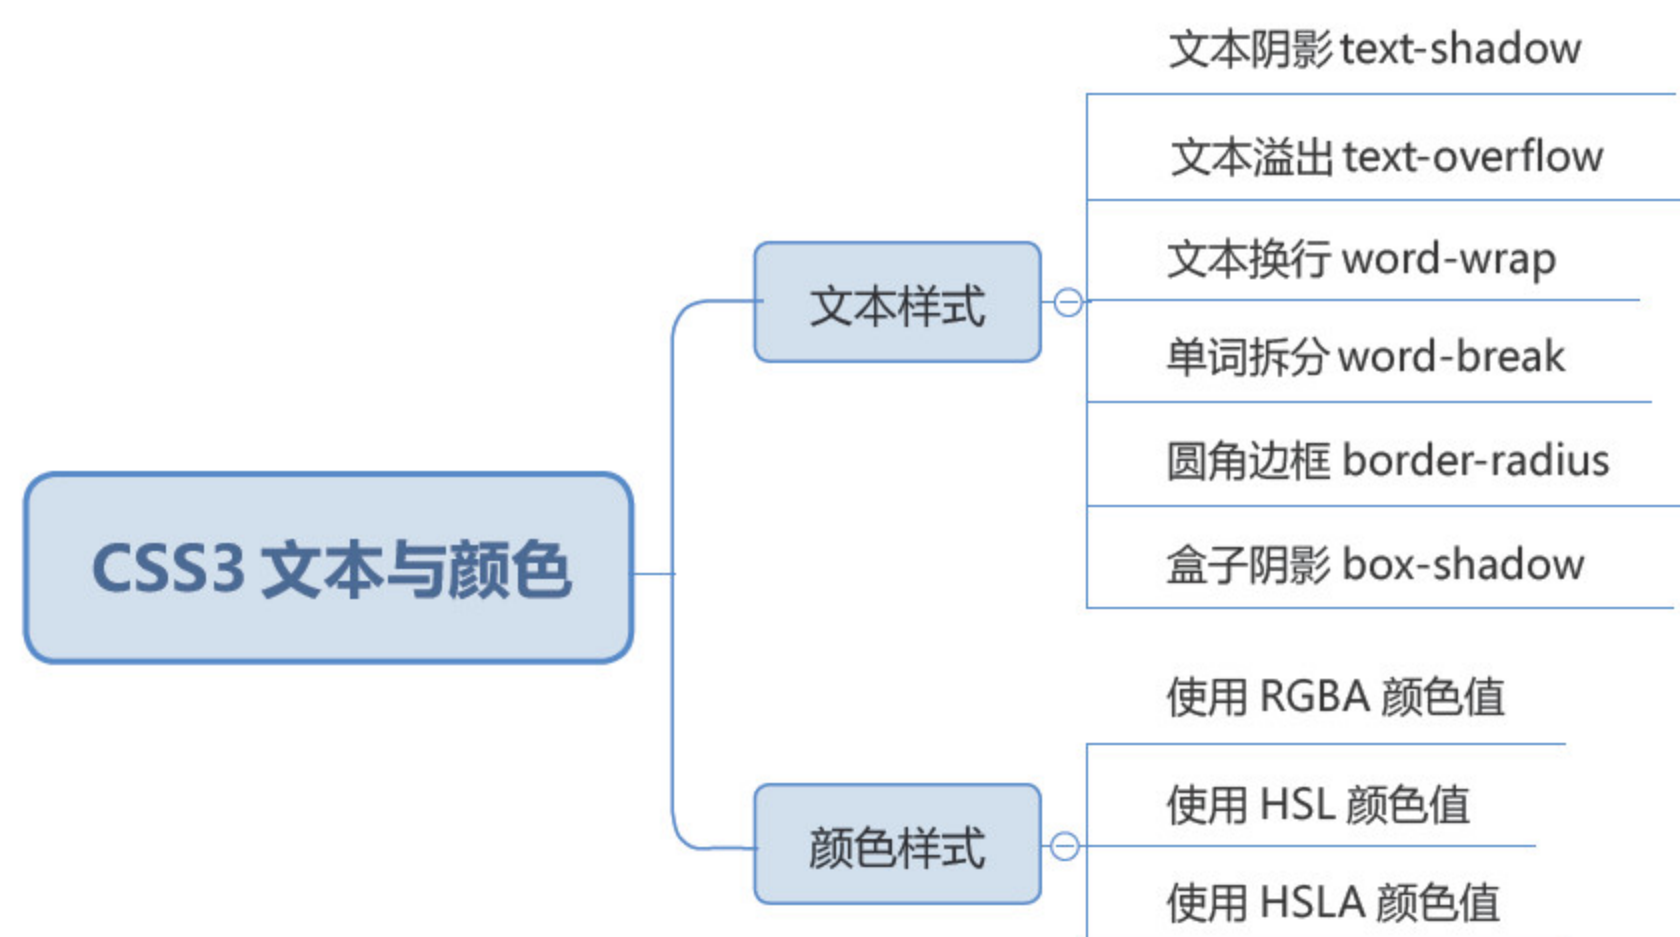 文本阴影 text-shadow
文本溢出 text-overflow
文本换行 word-wrap
文本样式
单词拆分 word-break
圆角边框 border-radius
CSS3 文本与颜色
盒子阴影 box-shadow
使用 RGBA 颜色值
使用 HSL 颜色值
颜色样式
使用 HSLA 颜色值